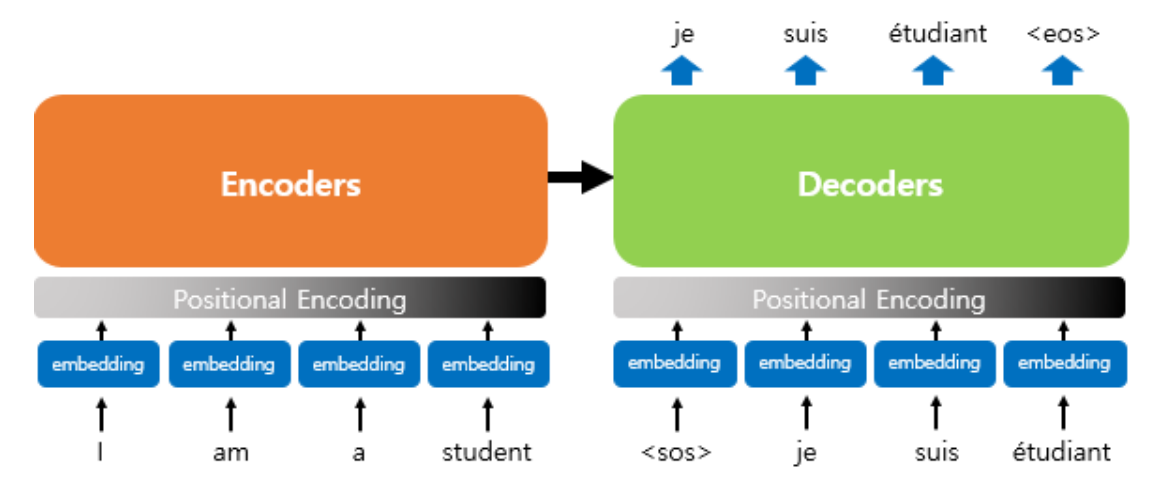 je suis étudiant <eos>
Encoders Decoders
Positional Encoding Positional Encoding
embedding embedding embedding embedding embedding embedding embedding embedding
I am a student <sos> je suis étudiant